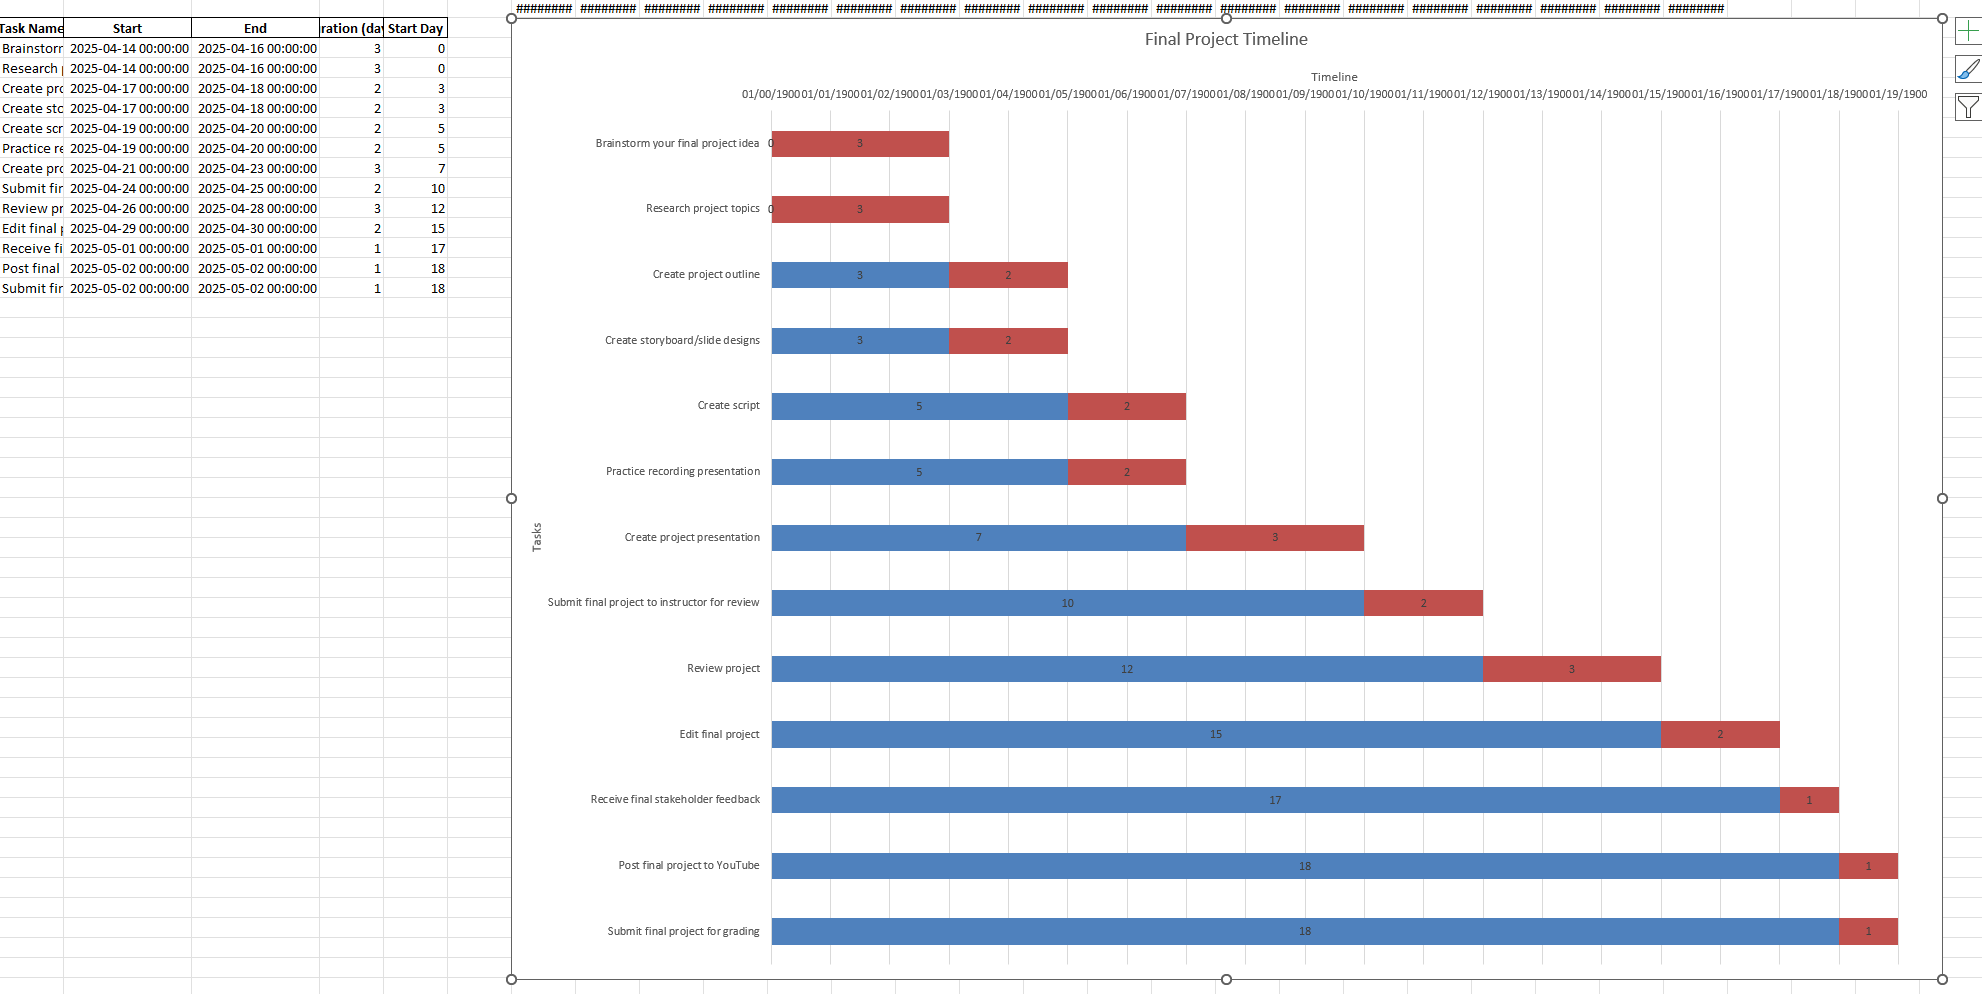 ######## ######## ######## ######## ######## ######## ######## ######## ######## ######## ######## ######## ######## ######## ######## ######## ######## ######## ########
Task Name Start End ration (day Start Day
Brainstorn 2025-04-14 00:00:00 2025-04-16 00:00:00 3 0
Research 2025-04-14 00:00:00 2025-04-16 00:00:00 3 0
Create pro 2025-04-17 00:00:00 2025-04-18 00:00:00 2 3
Create sto 2025-04-17 00:00:00 2025-04-18 00:00:00 2 3
Create scr 2025-04-19 00:00:00 2025-04-20 00:00:00 2 5
Practice re 2025-04-19 00:00:00 2025-04-20 00:00:00 2 5
Create pro 2025-04-21 00:00:00 2025-04-23 00:00:00 3 7
Submit fin 2025-04-24 00:00:00 2025-04-25 00:00:00 2 10
Review pr 2025-04-26 00:00:00 2025-04-28 00:00:00 3 12
Edit final 2025-04-29 00:00:00 2025-04-30 00:00:00 2 15
Receive fi 2025-05-01 00:00:00 2025-05-01 00:00:00 1 17
Post final 2025-05-02 00:00:00 2025-05-02 00:00:00 1 18
Submit fin 2025-05-02 00:00:00 2025-05-02 00:00:00 1 18
Final Project Timeline
Timeline
01/00/1900 01/01/1900 01/02/1900 01/03/1900 01/04/1900 01/05/1900 01/06/1900 01/07/1900 01/08/1900 01/09/1900 01/10/1900 01/11/1900 01/12/1900 01/13/1900 01/14/1900 01/15/1900 01/16/1900 01/17/1900 01/18/1900 01/19/1900
Brainstorm your final project idea 0 3
Research project topics 0 3
Create project outline 3 2
Create storyboard/slide designs 3 2
Create script 5 2
Practice recording presentation 5 2
Tasks
Create project presentation 7 3
Submit final project to instructor for review 10 2
Review project 12 3
Edit final project 15 2
Receive final stakeholder feedback 17 1
Post final project to YouTube 18 1
Submit final project for grading 18 1